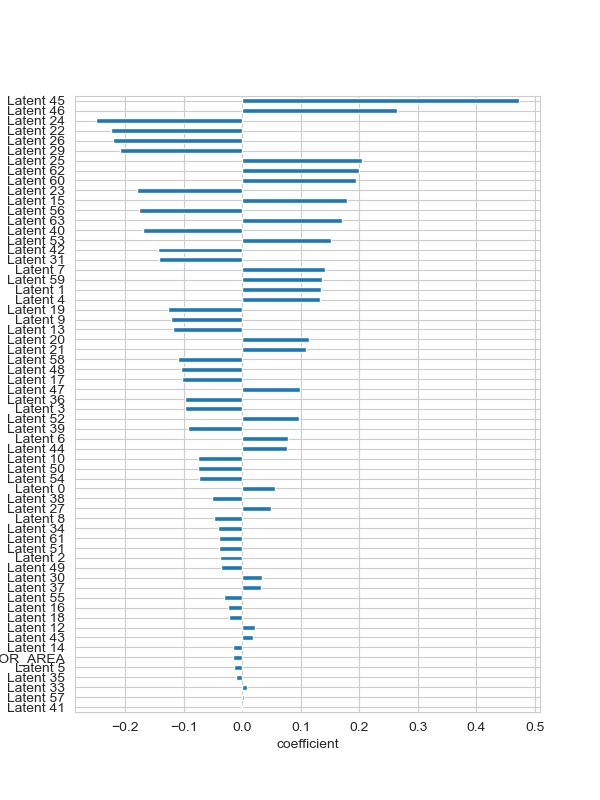 Latent 45
Latent 46
Latent 24
Latent 22
Latent 26
Latent 29
Latent 25
Latent 62
Latent 60
Latent 23
Latent 15
Latent 56
Latent 63
Latent 40
Latent 53
Latent 42
Latent 31
Latent 7
Latent 59
Latent 1
Latent 4
Latent 19
Latent 9
Latent 13
Latent 20
Latent 21
Latent 58
Latent 48
Latent 17
Latent 47
Latent 36
Latent 3
Latent 52
Latent 39
Latent 6
Latent 44
Latent 10
Latent 50
Latent 54
Latent 0
Latent 38
Latent 27
Latent 8
Latent 34
Latent 61
Latent 51
Latent 2
Latent 49
Latent 30
Latent 37
Latent 55
Latent 16
Latent 18
Latent 12
Latent 43
Latent 14
OR_AREA
Latent 5
Latent 35
Latent 33
Latent 57
Latent 41
−0.2 −0.1 0.0 0.1 0.2 0.3 0.4 0.5
coefficient